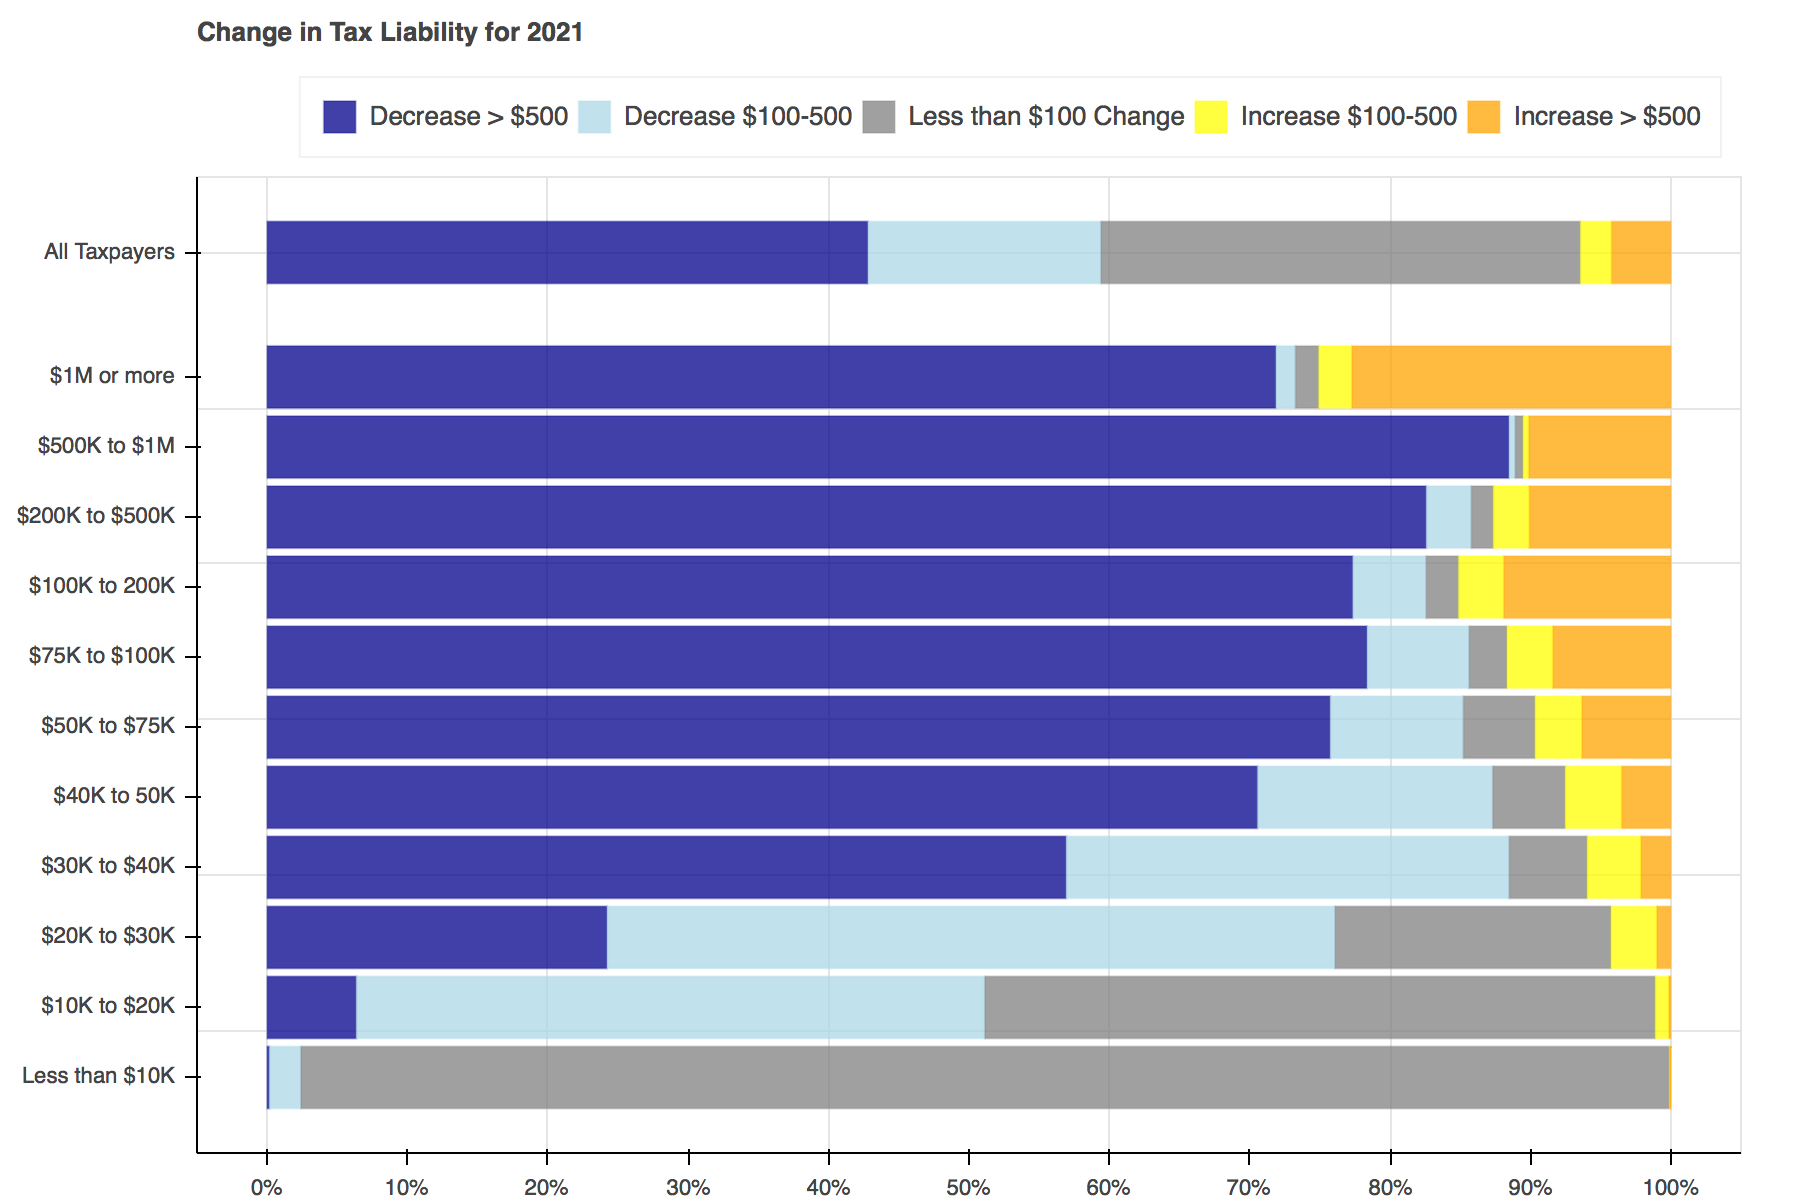 Change in Tax Liability for 2021
Decrease > $500 Decrease $100-500 Less than $100 Change Increase $100-500 Increase > $500
All Taxpayers
$1M or more
$500K to $1M
$200K to $500K
$100K to 200K
$75K to $100K
$50K to $75K
$40K to 50K
$30K to $40K
$20K to $30K
$10K to $20K
Less than $10K
0% 10% 20% 30% 40% 50% 60% 70% 80% 90% 100%